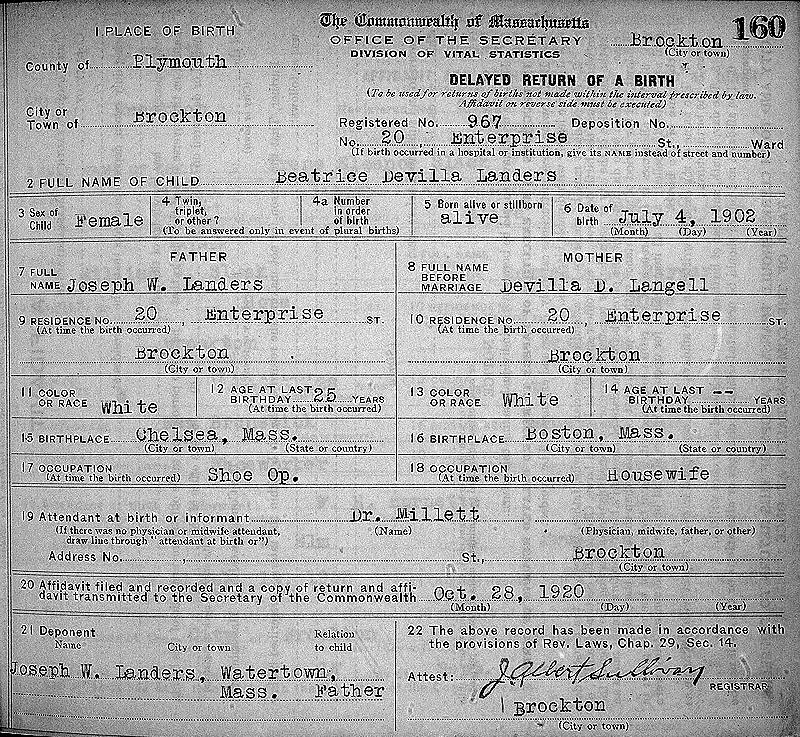 The Commonwealth of Massachusetts
160
1. PLACE OF BIRTH
OFFICE OF THE SECRETARY
DIVISION OF VITAL STATISTICS
Brockton
(City or town)
County of Plymouth
DELAYED RETURN OF A BIRTH
(To be used for returns of births not made within the interval prescribed by law.
Affidavit on reverse side must be executed)
City or
Town of Brockton
Registered No. 967 Deposition No.
No. 20 , Enterprise St., Ward
(If birth occurred in a hospital or institution, give its NAME instead of street and number)
2 FULL NAME OF CHILD Beatrice Devilla Landers
3 Sex of
Child Female
4 Twin,
triplet,
or other?
4a Number
in order
of birth
(To be answered only in event of plural births)
5 Born alive or stillborn
alive
6 Date of
birth July 4, 1902
(Month) (Day) (Year)
FATHER
MOTHER
7 FULL
NAME Joseph W. Landers
8 FULL NAME
BEFORE
MARRIAGE Devilla D. Langell
9 RESIDENCE NO. 20 , Enterprise ST.
(At time the birth occurred)
Brockton
(City or town)
10 RESIDENCE NO. 20 , Enterprise ST.
(At time the birth occurred)
Brockton
(City or town)
11 COLOR
OR RACE White
12 AGE AT LAST
BIRTHDAY 25 YEARS
(At time the birth occurred)
13 COLOR
OR RACE White
14 AGE AT LAST
BIRTHDAY -- YEARS
(At time the birth occurred)
15 BIRTHPLACE Chelsea, Mass.
(City or town) (State or country)
16 BIRTHPLACE Boston, Mass.
(City or town) (State or country)
17 OCCUPATION
(At time the birth occurred) Shoe Op.
18 OCCUPATION
(At time the birth occurred) Housewife
19 Attendant at birth or informant Dr. Millett
(If there was no physician or midwife attendant,
draw line through "attendant at birth or")
(Name) (Physician, midwife, father, or other)
Address No. , St., Brockton
(City or town)
20 Affidavit filed and recorded and a copy of return and affi-
davit transmitted to the Secretary of the Commonwealth Oct. 28, 1920
(Month) (Day) (Year)
21 Deponent
Name City or town Relation
to child
Joseph W. Landers, Watertown,
Mass. Father
22 The above record has been made in accordance with
the provisions of Rev. Laws, Chap. 29, Sec. 14.
Attest: J. Albert Sullivan
REGISTRAR
Brockton
(City or town)